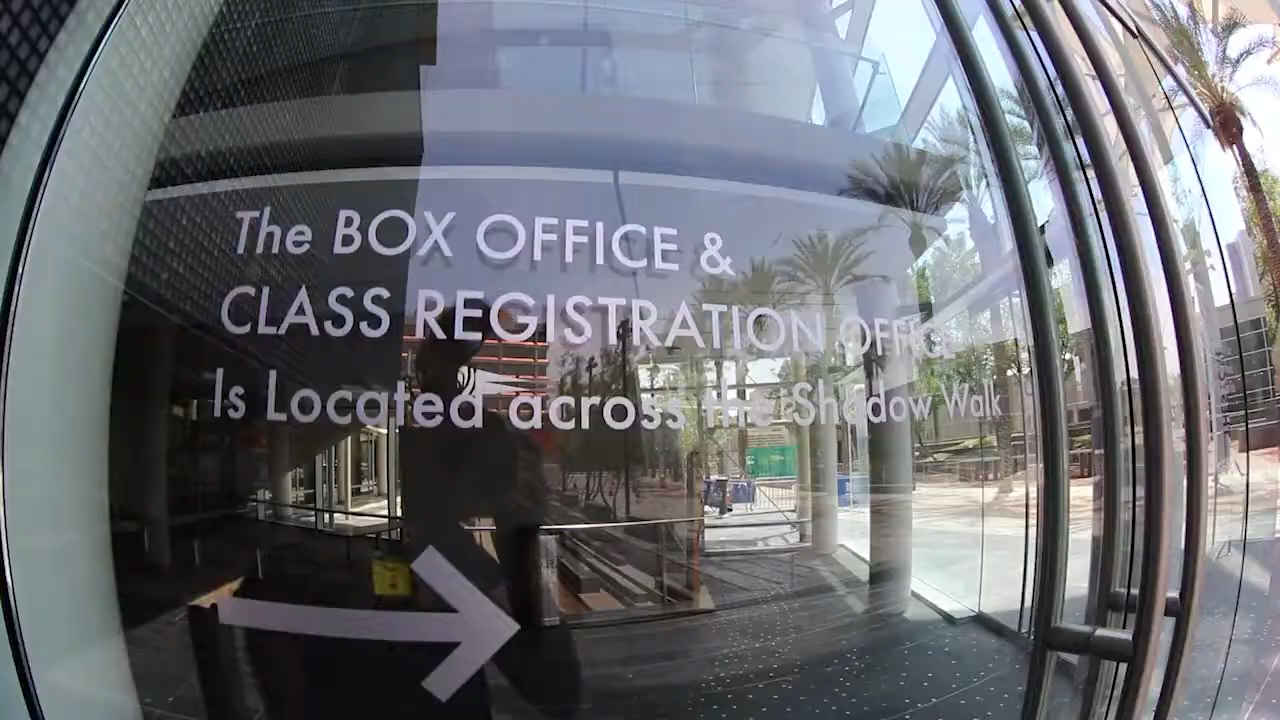 The BOX OFFICE &
CLASS REGISTRATION OFFICE
Is Located across the Shadow Walk